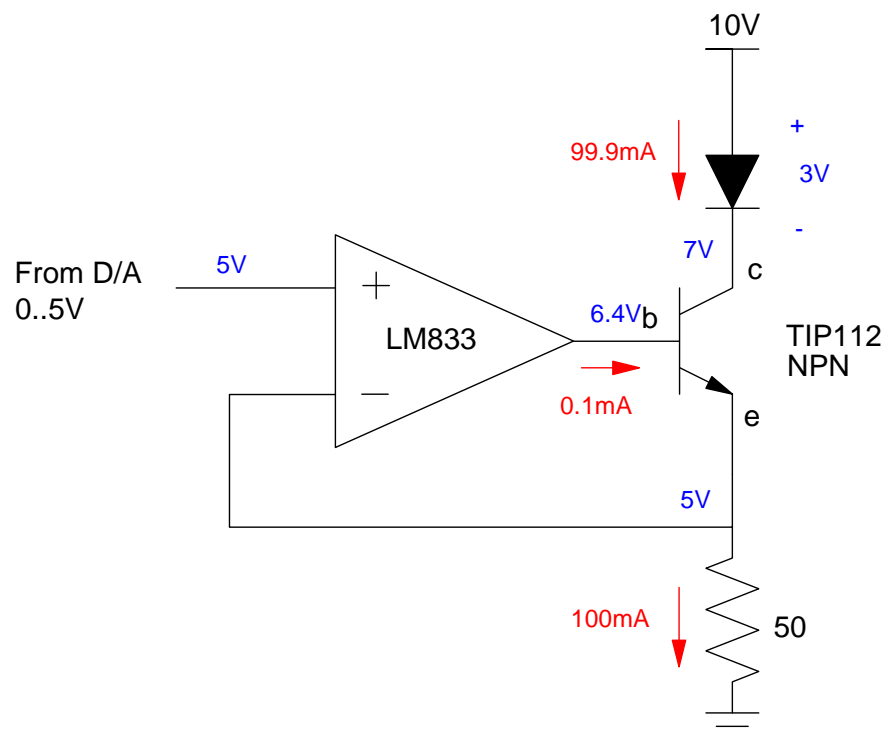 10V
+
99.9mA
3V
-
7V
c
From D/A
0..5V
5V
+
6.4V
b
LM833
TIP112
NPN
-
0.1mA
e
5V
100mA
50